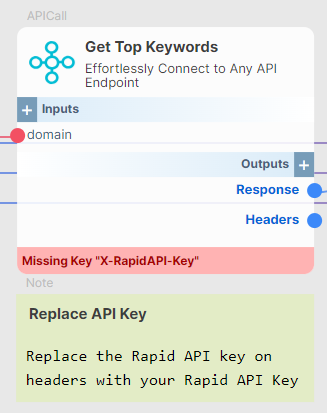 APICall
Get Top Keywords
Effortlessly Connect to Any API
Endpoint
+ Inputs
domain
Outputs +
Response
Headers
Missing Key "X-RapidAPI-Key"
Note
Replace API Key
Replace the Rapid API key on
headers with your Rapid API Key